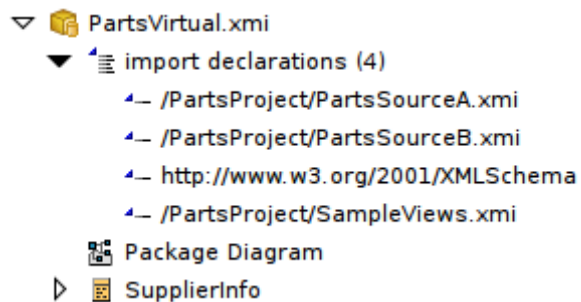 PartsVirtual.xmi
import declarations (4)
/PartsProject/PartsSourceA.xmi
/PartsProject/PartsSourceB.xmi
http://www.w3.org/2001/XMLSchema
/PartsProject/SampleViews.xmi
Package Diagram
SupplierInfo